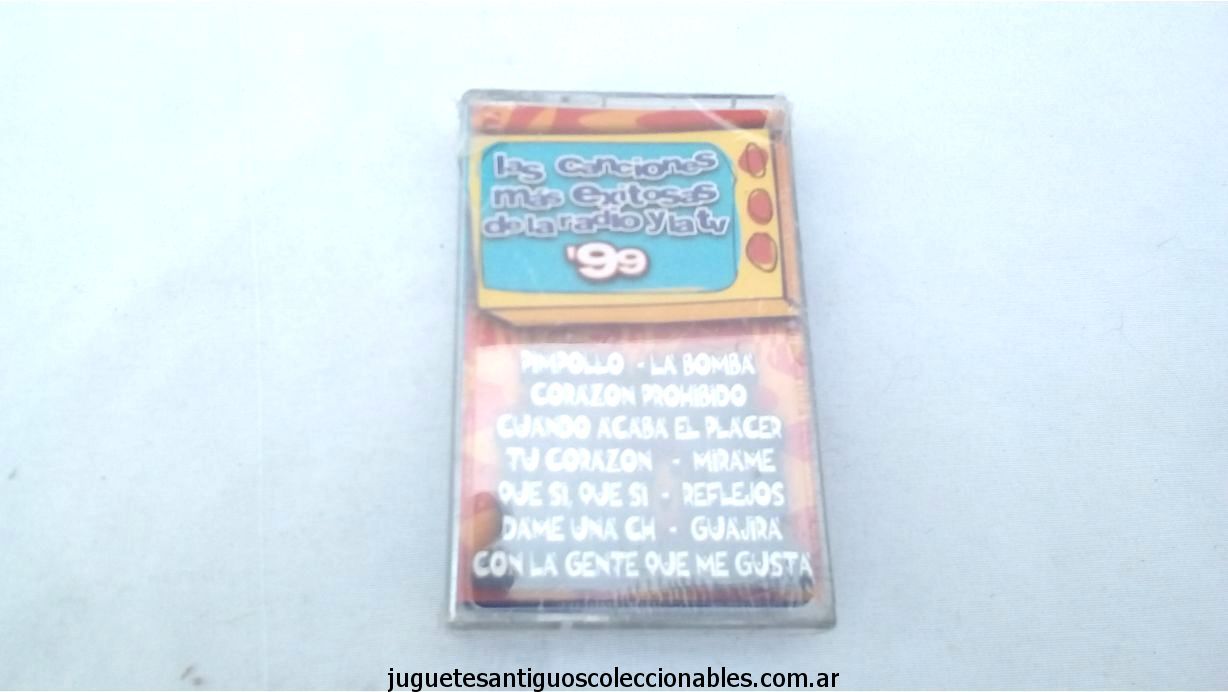 las canciones
más exitosas
de la radio y la tv
'99
PIMPOLLO - LA BOMBA
CORAZON PROHIBIDO
CUANDO ACABA EL PLACER
TU CORAZON - MIRAME
QUE SI, QUE SI - REFLEJOS
DAME UNA CH - GUAJIRA
CON LA GENTE QUE ME GUSTA
juguetesantiguoscoleccionables.com.ar